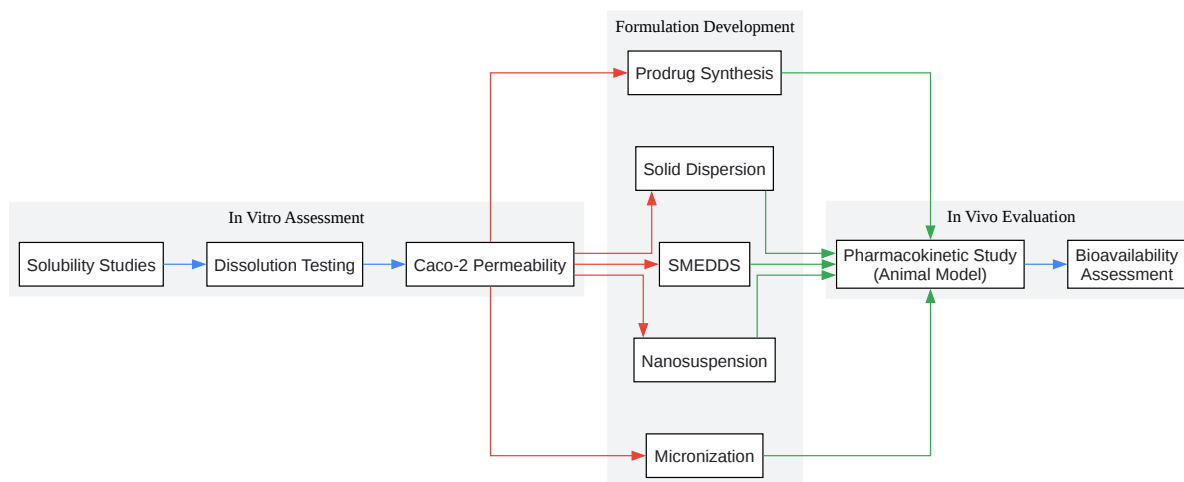 Formulation Development
Prodrug Synthesis
Solid Dispersion
In Vitro Assessment
In Vivo Evaluation
Solubility Studies
Dissolution Testing
Caco-2 Permeability
SMEDDS
Pharmacokinetic Study
(Animal Model)
Bioavailability
Assessment
Nanosuspension
Micronization